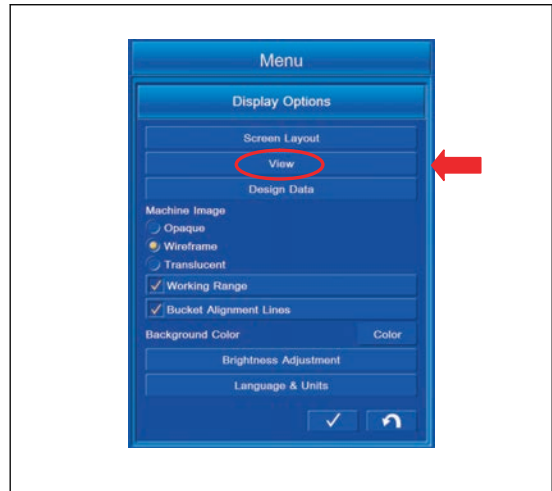 Menu
Display Options
Screen Layout
View
Design Data
Machine Image
Opaque
Wireframe
Translucent
Working Range
Bucket Alignment Lines
Background Color Color
Brightness Adjustment
Language & Units